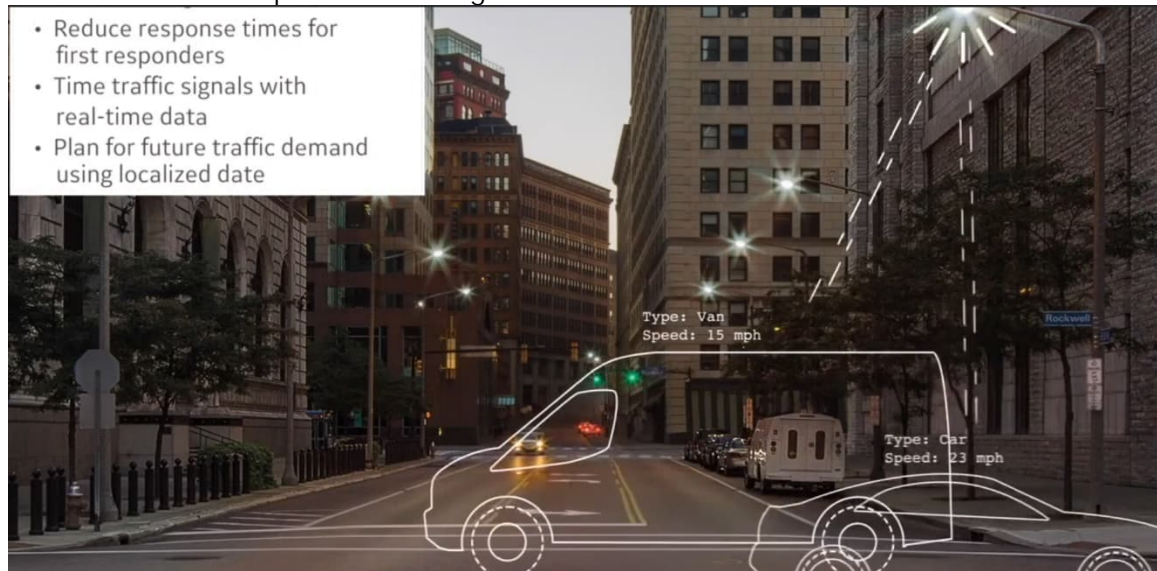 • Reduce response times for
first responders
• Time traffic signals with
real-time data
• Plan for future traffic demand
using localized date
Type: Van
Speed: 15 mph
Rockwell
Type: Car
Speed: 23 mph